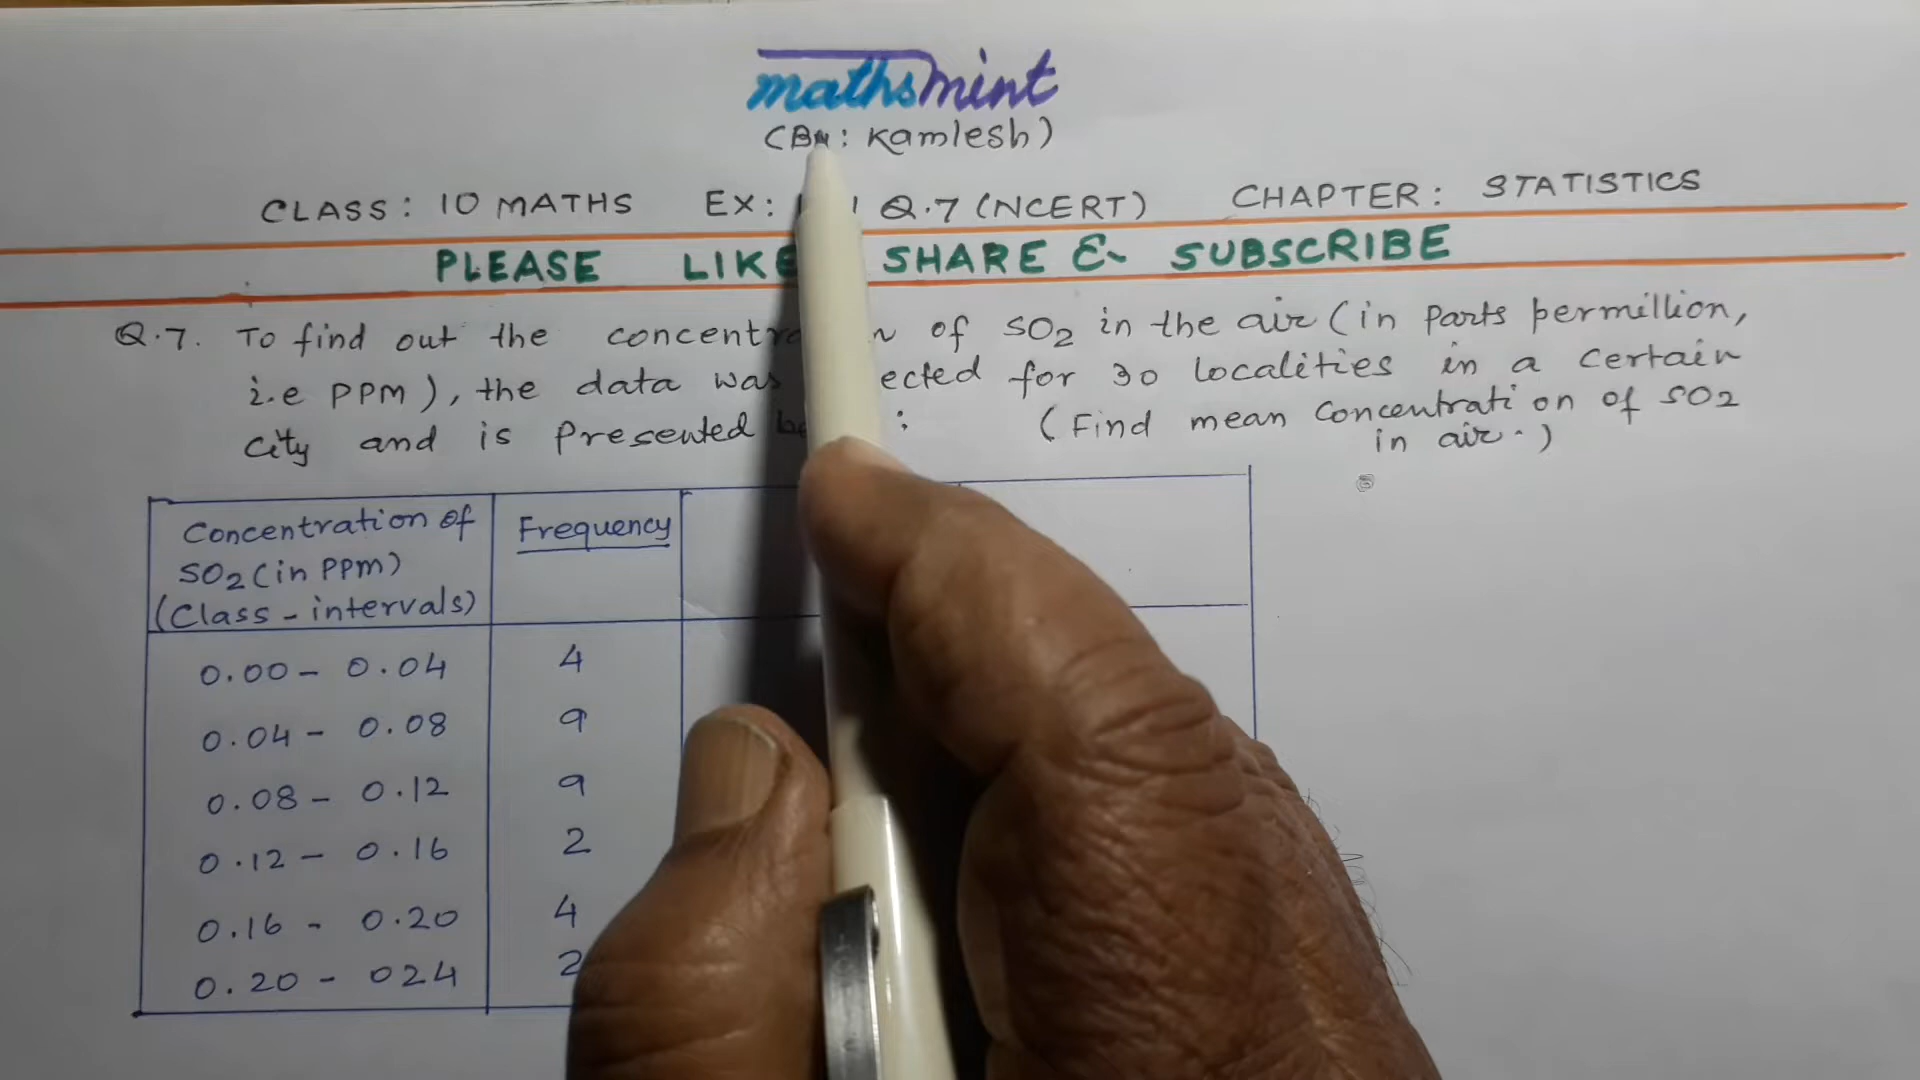 mathsmint
(By: Kamlesh)
CLASS: 10 MATHS EX: Q.7 (NCERT) CHAPTER: STATISTICS
PLEASE LIKE SHARE & SUBSCRIBE
Q.7. To find out the of SO2 in the air (in parts permillion,
i.e PPM), the data was for 30 localities in a certain
city and is Presented : (Find mean concentration of SO2
in air.)
Concentration of Frequency
SO2 (in PPM)
(Class - intervals)
0.00 - 0.04 4
0.04 - 0.08 9
0.08 - 0.12 9
0.12 - 0.16 2
0.16 - 0.20 4
0.20 - 024 2